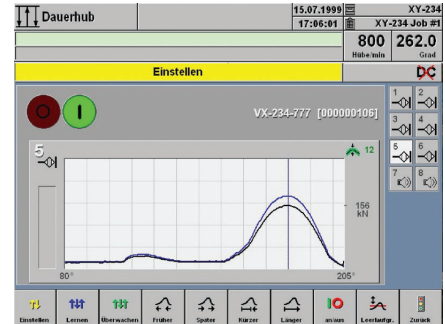 Dauerhub
15.07.1999
17:06:01
XY-234
XY-234 Job #1
800
Hübe/min
262.0
Grad
Einstellen
VX-234-777 [000000106]
5
12
156
kN
80°
205°
1
2
3
4
5
6
7
8
Einstellen
Lernen
Überwachen
Früher
Später
Kürzer
Länger
an/aus
Leerlaufgr.
Zurück